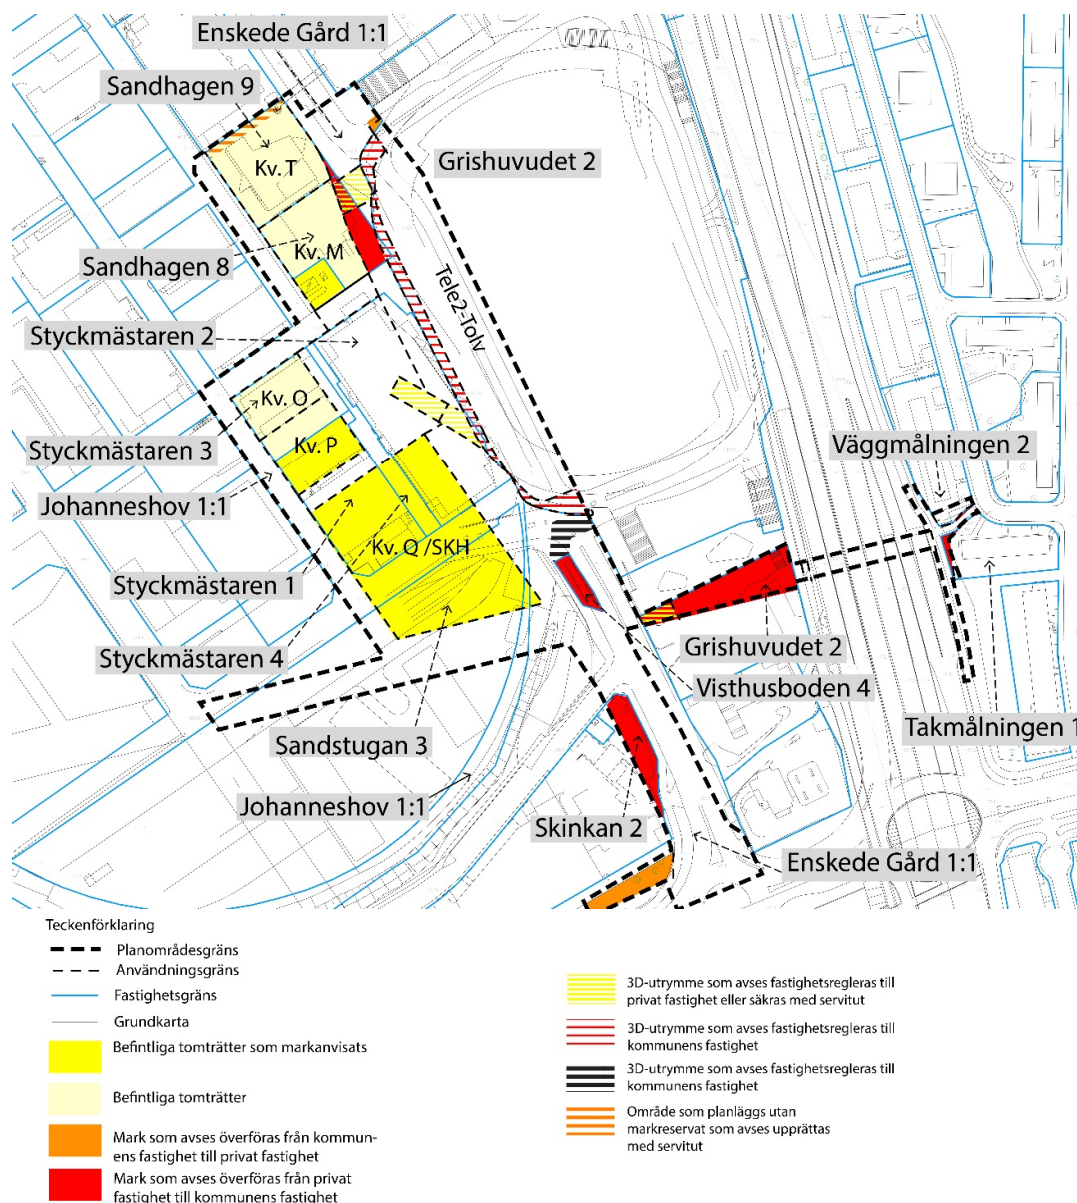 Enskede Gård 1:1
Sandhagen 9
Kv. T
Grishuvudet 2
Kv. M
Sandhagen 8
Tele2-Tolv
Styckmästaren 2
Kv. O
Kv. P
Styckmästaren 3
Väggmålningen 2
Johanneshov 1:1
Kv. Q /SKH
Styckmästaren 1
Styckmästaren 4
Grishuvudet 2
Visthusboden 4
Takmålningen 1
Sandstugan 3
Johanneshov 1:1
Skinkan 2
Enskede Gård 1:1
Teckenförklaring
Planområdesgräns
Användningsgräns
Fastighetsgräns
Grundkarta
Befintliga tomträtter som markanvisats
Befintliga tomträtter
Mark som avses överföras från kommun-
ens fastighet till privat fastighet
Mark som avses överföras från privat
fastighet till kommunens fastighet
3D-utrymme som avses fastighetsregleras till
privat fastighet eller säkras med servitut
3D-utrymme som avses fastighetsregleras till
kommunens fastighet
3D-utrymme som avses fastighetsregleras till
kommunens fastighet
Område som planläggs utan
markreservat som avses upprättas
med servitut